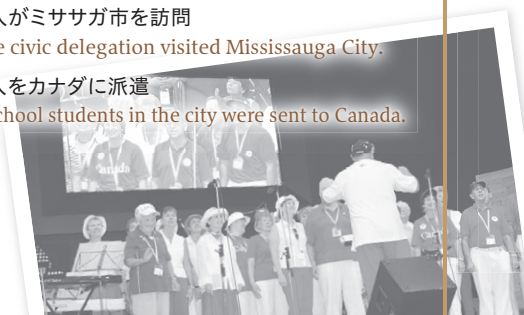 人がミササガ市を訪問
e civic delegation visited Mississauga City.
人をカナダに派遣
chool students in the city were sent to Canada.
Canada